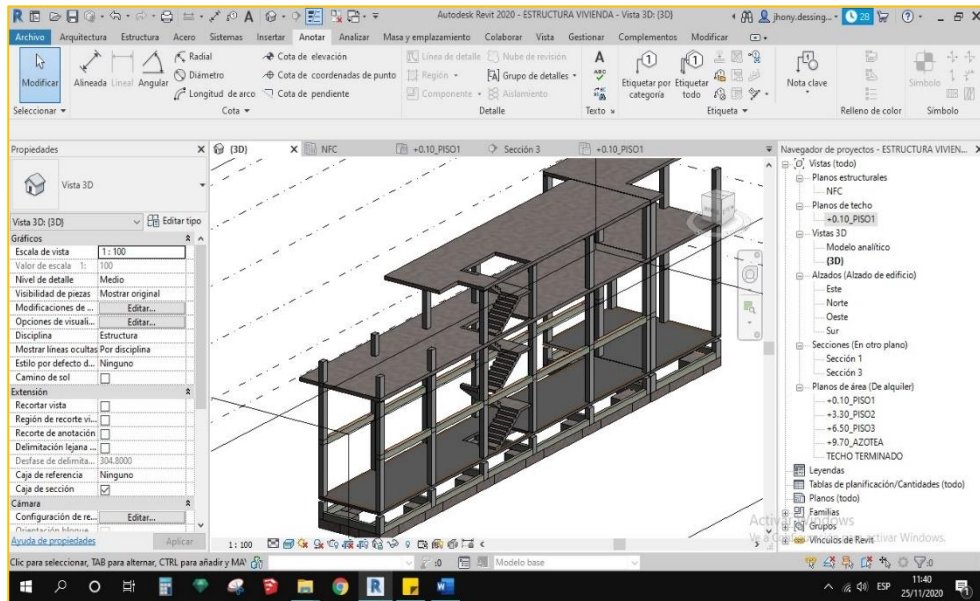 Autodesk Revit 2020 - ESTRUCTURA VIVIENDA - Vista 3D: {3D}
jhony.dessing...
28
Archivo Arquitectura Estructura Acero Sistemas Insertar Anotar Analizar Masa y emplazamiento Colaborar Vista Gestionar Complementos Modificar
Modificar
Alineada Lineal Angular
Radial
Diámetro
Longitud de arco
Cota de elevación
Cota de coordenadas de punto
Cota de pendiente
Línea de detalle
Región
Componente
Nube de revisión
Grupo de detalles
Aislamiento
Etiquetar por categoría
Etiquetar todo
Nota clave
Símbolo
Seleccionar Cota Detalle Texto Etiqueta Relleno de color Símbolo
Propiedades
{3D} NFC +0.10_PISO1 Sección 3 +0.10_PISO1
Vista 3D
Vista 3D: {3D} Editar tipo
Gráficos
Escala de vista 1 : 100
Valor de escala 1: 100
Nivel de detalle Medio
Visibilidad de piezas Mostrar original
Modificaciones de ... Editar...
Opciones de visuali... Editar...
Disciplina Estructura
Mostrar líneas ocultas Por disciplina
Estilo por defecto d... Ninguno
Camino de sol
Extensión
Recortar vista
Región de recorte vi...
Recorte de anotación
Delimitación lejana ...
Desfase de delimita... 304.8000
Caja de referencia Ninguno
Caja de sección
Cámara
Configuración de re... Editar...
Ayuda de propiedades Aplicar
1 : 100
Navegador de proyectos - ESTRUCTURA VIVIEN...
Vistas (todo)
Planos estructurales
NFC
Planos de techo
+0.10_PISO1
Vistas 3D
Modelo analítico
{3D}
Alzados (Alzado de edificio)
Este
Norte
Oeste
Sur
Secciones (En otro plano)
Sección 1
Sección 3
Planos de área (De alquiler)
+0.10_PISO1
+3.30_PISO2
+6.50_PISO3
+9.70_AZOTEA
TECHO TERMINADO
Leyendas
Tablas de planificación/Cantidades (todo)
Planos (todo)
Familias
Grupos
Vínculos de Revit
Clic para seleccionar, TAB para alternar, CTRL para añadir y MAY
:0
Modelo base
:0
ESP
11:40
25/11/2020